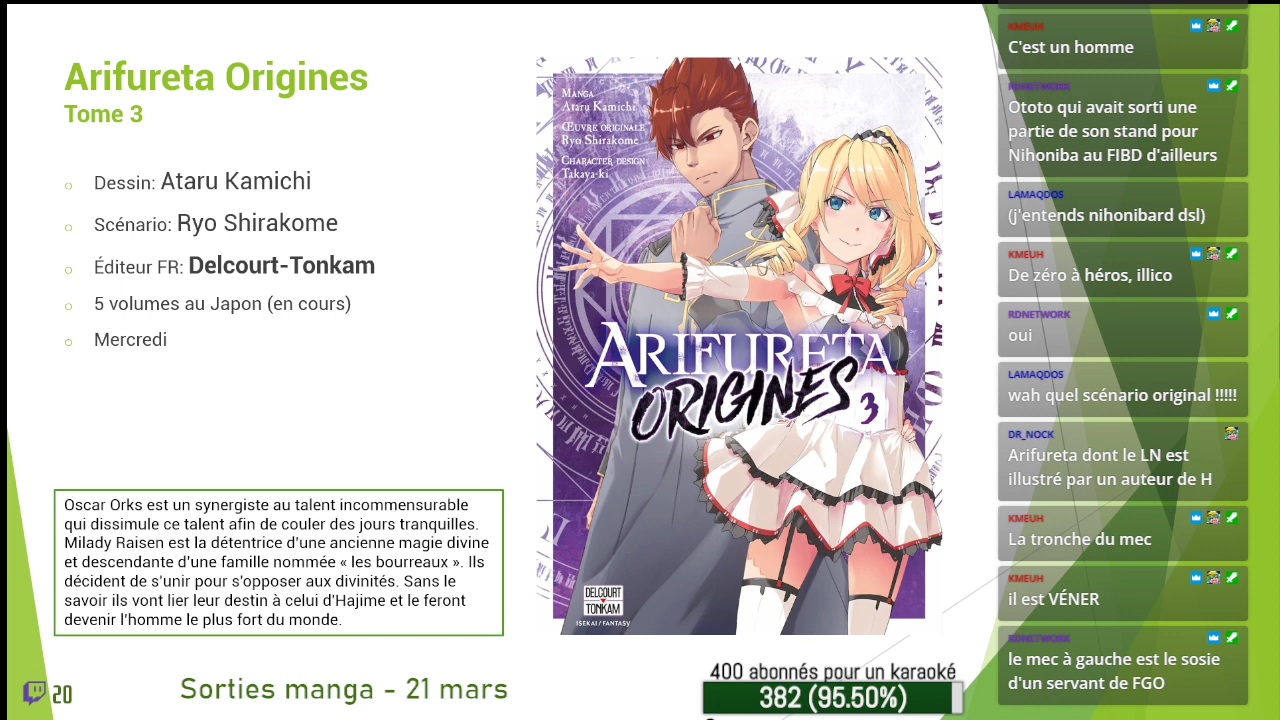 Arifureta Origines
Tome 3
Dessin: Ataru Kamichi
Scénario: Ryo Shirakome
Éditeur FR: Delcourt-Tonkam
5 volumes au Japon (en cours)
Mercredi
Oscar Orks est un synergiste au talent incommensurable
qui dissimule ce talent afin de couler des jours tranquilles.
Milady Raisen est la détentrice d'une ancienne magie divine
et descendante d'une famille nommée « les bourreaux ». Ils
décident de s'unir pour s'opposer aux divinités. Sans le
savoir ils vont lier leur destin à celui d'Hajime et le feront
devenir l'homme le plus fort du monde.
20
Sorties manga - 21 mars
MANGA
Ataru Kamichi
ŒUVRE ORIGINALE
Ryo Shirakome
CHARACTER DESIGN
Takaya-ki
ARIFURETA
ORIGINES
3
DELCOURT
TONKAM
ISEKAI / FANTASY
400 abonnés pour un karaoké
382 (95.50%)
KMEUH
C'est un homme
RDNETWORK
Ototo qui avait sorti une
partie de son stand pour
Nihoniba au FIBD d'ailleurs
LAMAQDOS
(j'entends nihonibard dsl)
KMEUH
De zéro à héros, illico
RDNETWORK
oui
LAMAQDOS
wah quel scénario original !!!!!
DR_NOCK
Arifureta dont le LN est
illustré par un auteur de H
KMEUH
La tronche du mec
KMEUH
il est VÉNER
RDNETWORK
le mec à gauche est le sosie
d'un servant de FGO